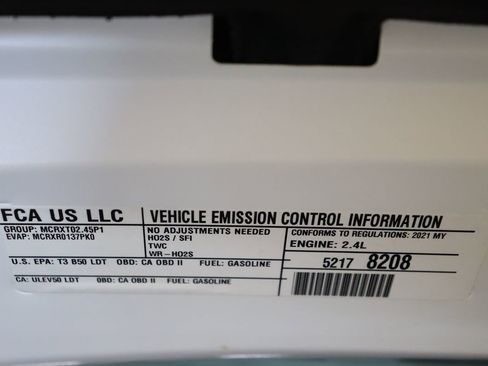 FCA US LLC
VEHICLE EMISSION CONTROL INFORMATION
GROUP: MCRXT02.45P1
EVAP: MCRXR0137PK0
NO ADJUSTMENTS NEEDED
HO2S / SFI
TWC
WR-HO2S
CONFORMS TO REGULATIONS: 2021 MY
ENGINE: 2.4L
U.S. EPA: T3 B50 LDT OBD: CA OBD II FUEL: GASOLINE
5217 8208
CA: ULEV50 LDT OBD: CA OBD II FUEL: GASOLINE